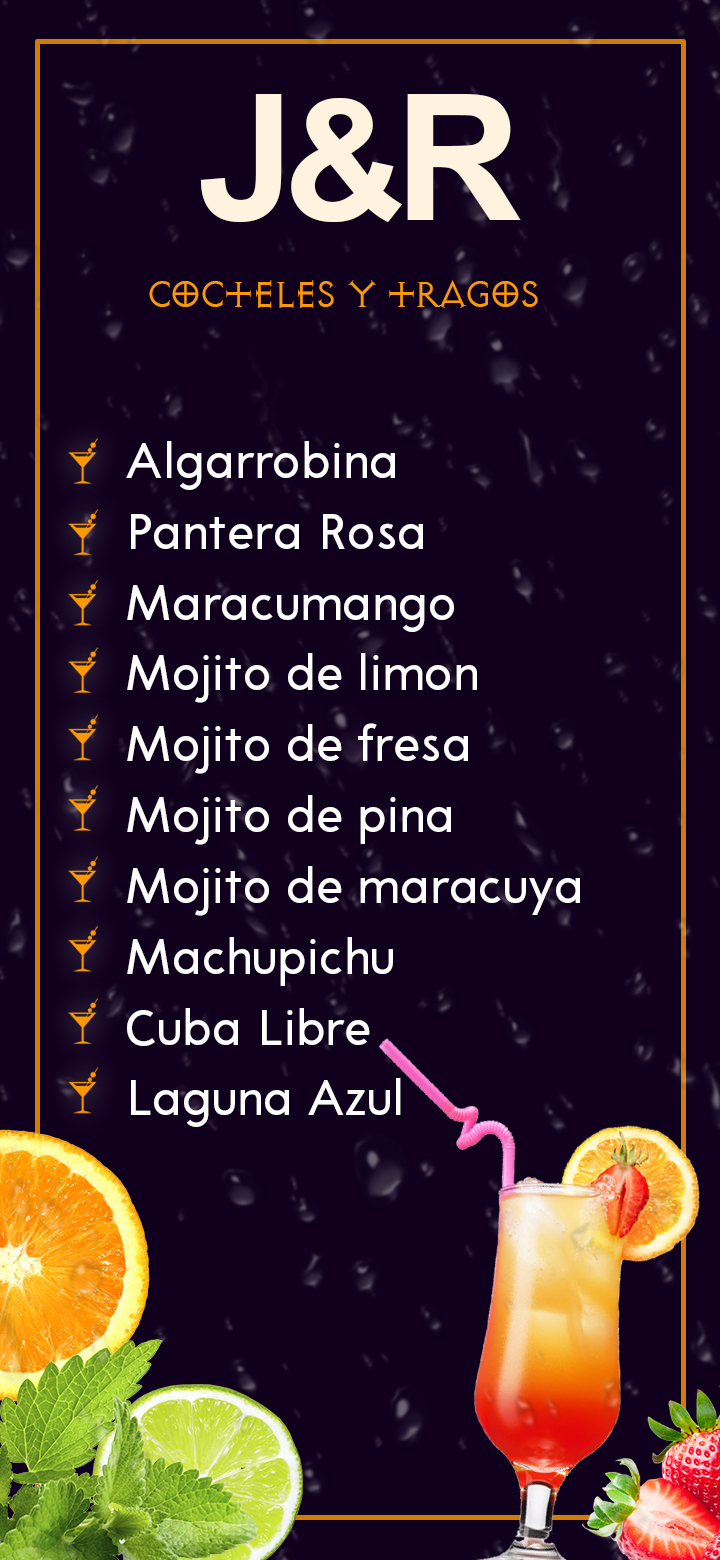 J&R
COCTELES Y TRAGOS
Algarrobina
Pantera Rosa
Maracumango
Mojito de limon
Mojito de fresa
Mojito de pina
Mojito de maracuya
Machupichu
Cuba Libre
Laguna Azul